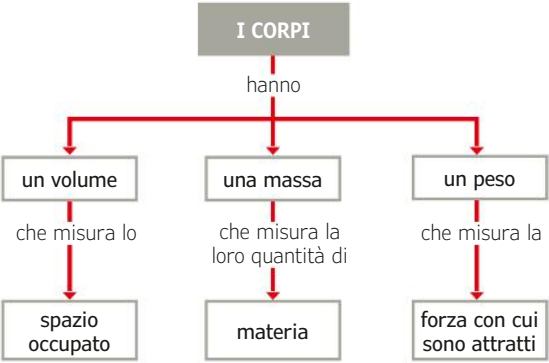 I CORPI
hanno
un volume
una massa
un peso
che misura lo
che misura la
loro quantità di
che misura la
spazio
occupato
materia
forza con cui
sono attratti